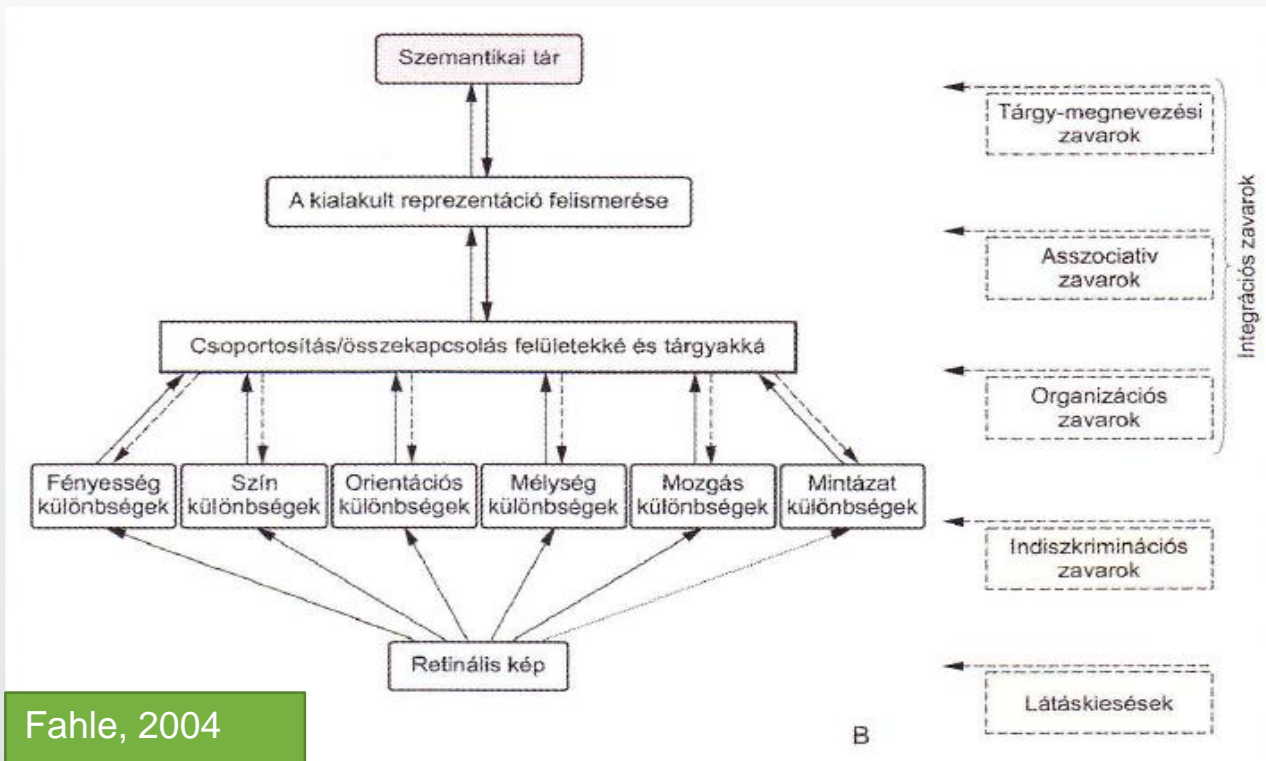 Szemantikai tár
Tárgy-megnevezési
zavarok
A kialakult reprezentáció felismerése
Asszociativ
zavarok
Integrációs zavarok
Csoportosítás/összekapcsolás felületekké és tárgyakká
Organizációs
zavarok
Fényesség
különbségek
Szín
különbségek
Orientációs
különbségek
Mélység
különbségek
Mozgás
különbségek
Mintázat
különbségek
Indiszkriminációs
zavarok
Retinális kép
Látáskiesések
Fahle, 2004
B